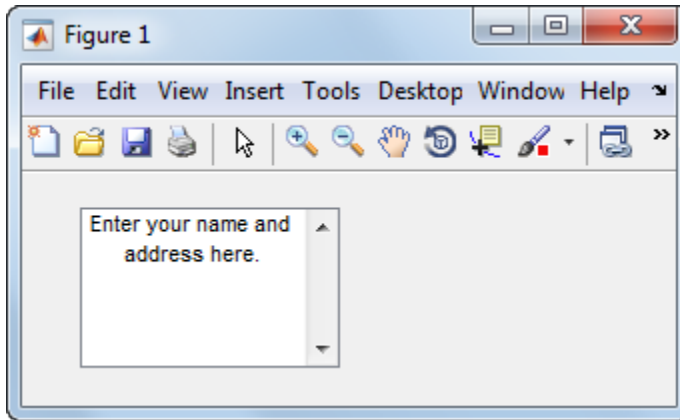 Figure 1
File Edit View Insert Tools Desktop Window Help
Enter your name and
address here.